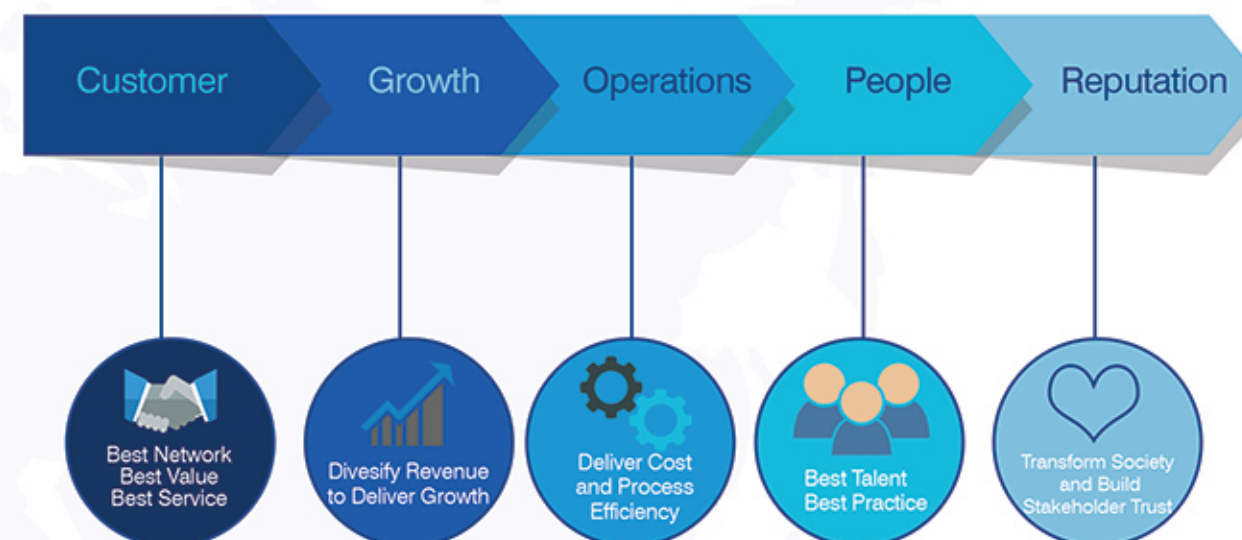 Customer
Growth
Operations
People
Reputation
Best Network
Best Value
Best Service
Divesify Revenue
to Deliver Growth
Deliver Cost
and Process
Efficiency
Best Talent
Best Practice
Transform Society
and Build
Stakeholder Trust